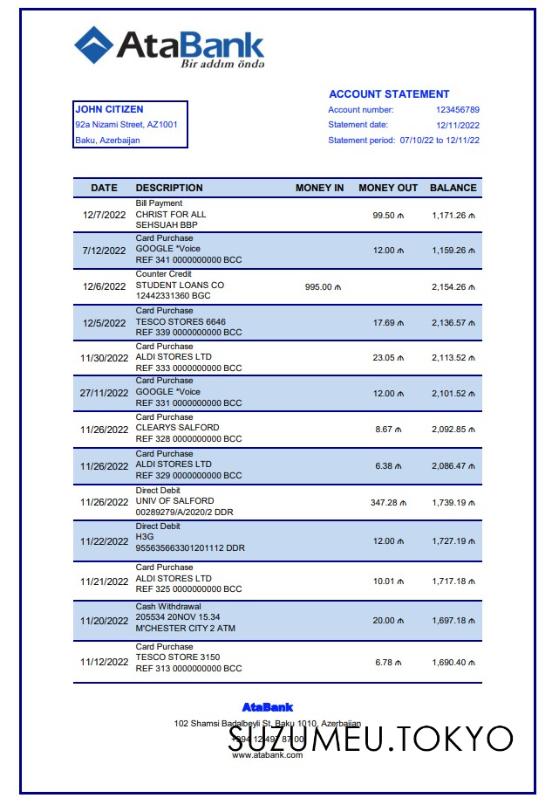 AtaBank
Bir addım öndə
ACCOUNT STATEMENT
JOHN CITIZEN
92a Nizami Street, AZ1001
Baku, Azerbaijan
Account number: 123456789
Statement date: 12/11/2022
Statement period: 07/10/22 to 12/11/22
DATE DESCRIPTION MONEY IN MONEY OUT BALANCE
Bill Payment
12/7/2022 CHRIST FOR ALL 99.50 ₼ 1,171.26 ₼
SEHSUAH BBP
Card Purchase
7/12/2022 GOOGLE *Voice 12.00 ₼ 1,159.26 ₼
REF 341 0000000000 BCC
Counter Credit
12/6/2022 STUDENT LOANS CO 995.00 ₼ 2,154.26 ₼
12442331360 BGC
Card Purchase
12/5/2022 TESCO STORES 6646 17.69 ₼ 2,136.57 ₼
REF 339 0000000000 BCC
Card Purchase
11/30/2022 ALDI STORES LTD 23.05 ₼ 2,113.52 ₼
REF 333 0000000000 BCC
Card Purchase
27/11/2022 GOOGLE *Voice 12.00 ₼ 2,101.52 ₼
REF 331 0000000000 BCC
Card Purchase
11/26/2022 CLEARYS SALFORD 8.67 ₼ 2,092.85 ₼
REF 328 0000000000 BCC
Card Purchase
11/26/2022 ALDI STORES LTD 6.38 ₼ 2,086.47 ₼
REF 329 0000000000 BCC
Direct Debit
11/26/2022 UNIV OF SALFORD 347.28 ₼ 1,739.19 ₼
00289279/A/2020/2 DDR
Direct Debit
11/22/2022 H3G 12.00 ₼ 1,727.19 ₼
955635663301201112 DDR
Card Purchase
11/21/2022 ALDI STORES LTD 10.01 ₼ 1,717.18 ₼
REF 325 0000000000 BCC
Cash Withdrawal
11/20/2022 205534 20NOV 15.34 20.00 ₼ 1,697.18 ₼
M'CHESTER CITY 2 ATM
Card Purchase
11/12/2022 TESCO STORE 3150 6.78 ₼ 1,690.40 ₼
REF 313 0000000000 BCC
AtaBank
102 Shamsi Badalbeyli St, Baku 1010, Azerbaijan
+994 12 497 87 00
SUZUMEU.TOKYO
www.atabank.com